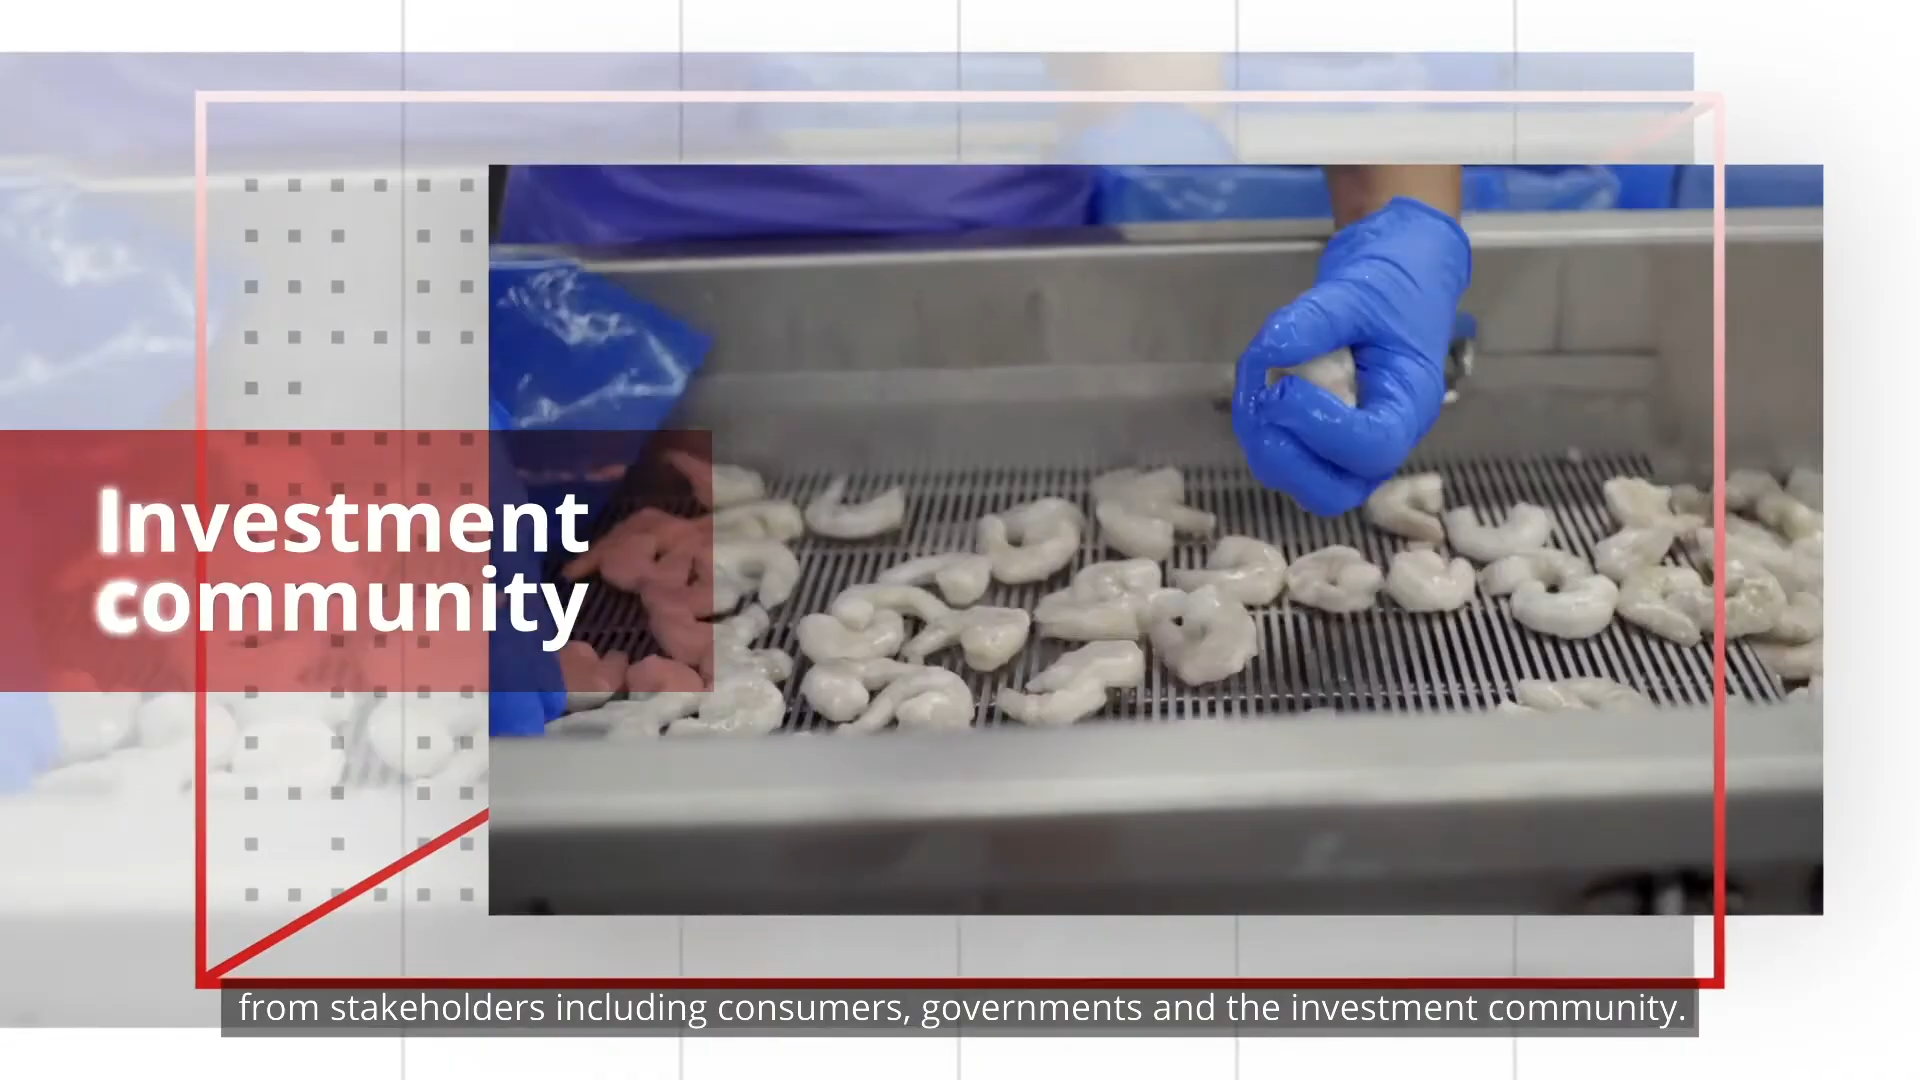 Investment
community
from stakeholders including consumers, governments and the investment community.